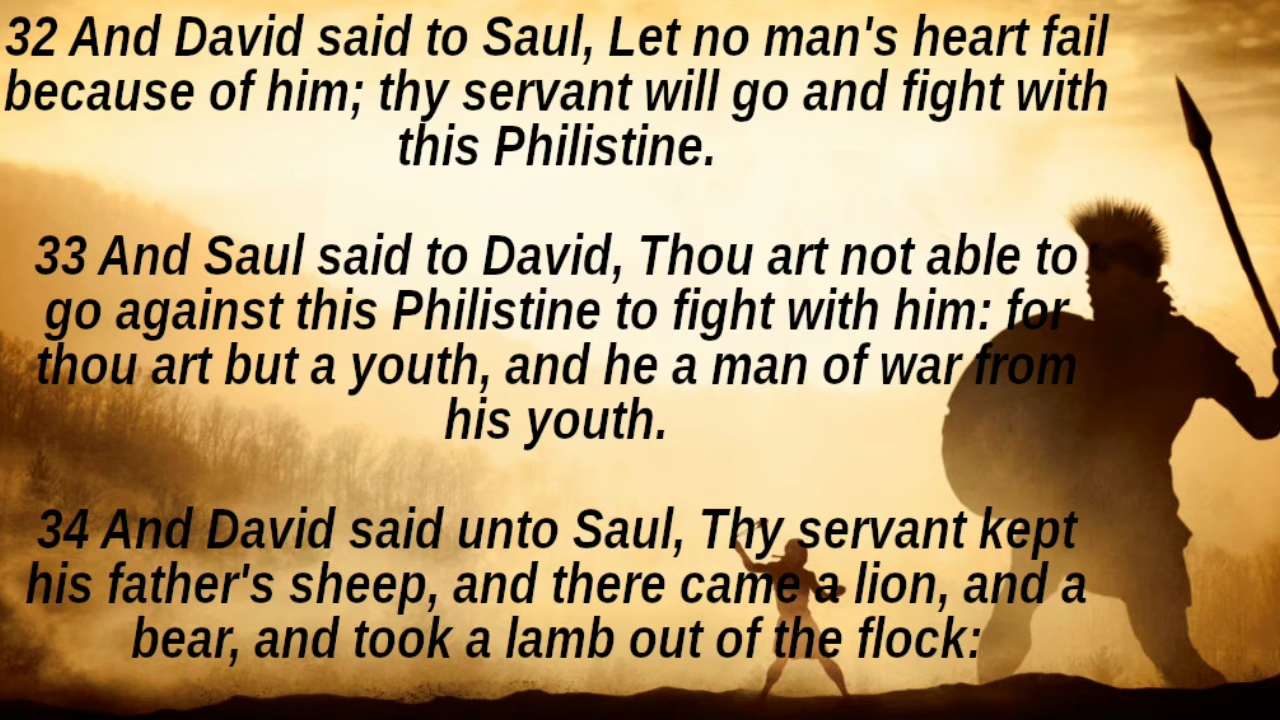 32 And David said to Saul, Let no man's heart fail
because of him; thy servant will go and fight with
this Philistine.
33 And Saul said to David, Thou art not able to
go against this Philistine to fight with him: for
thou art but a youth, and he a man of war from
his youth.
34 And David said unto Saul, Thy servant kept
his father's sheep, and there came a lion, and a
bear, and took a lamb out of the flock: